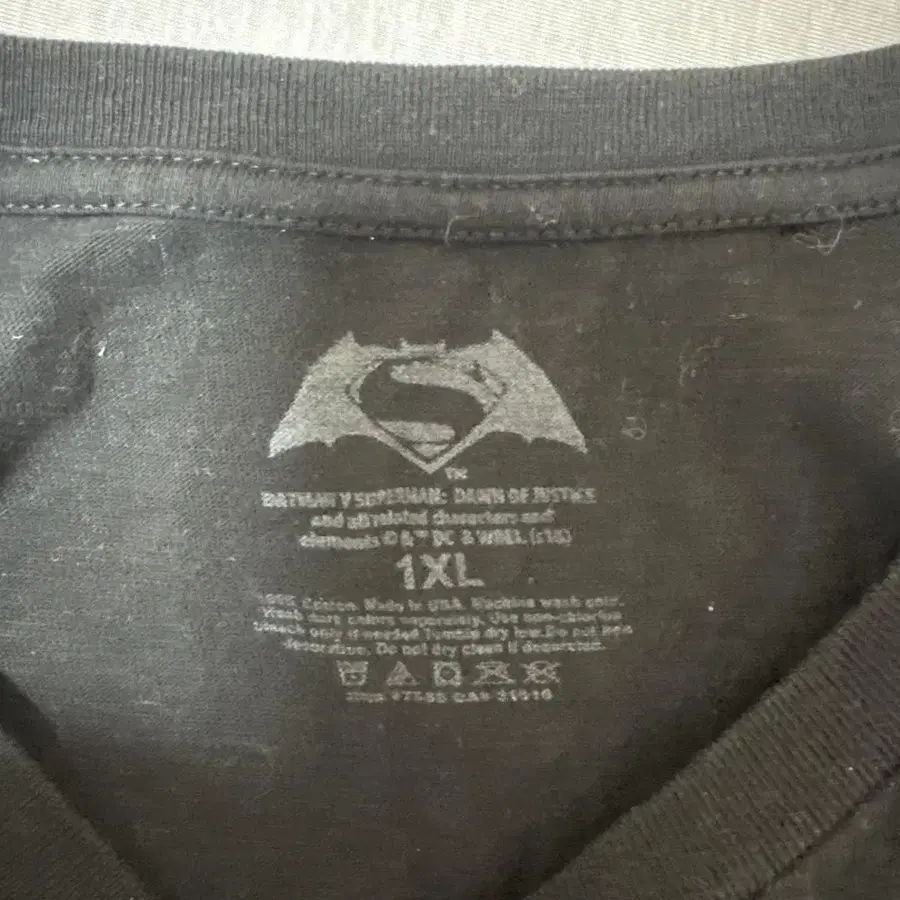 S
TM
BATMAN V SUPERMAN: DAWN OF JUSTICE
and all related characters and
elements © & ™ DC & WBEI. (s16)
1XL
100% Cotton. Made in USA. Machine wash cold.
Wash dark colors separately. Use non-chlorine
bleach only if needed Tumble dry low. Do not iron
decoration. Do not dry clean if decorated.
CA#